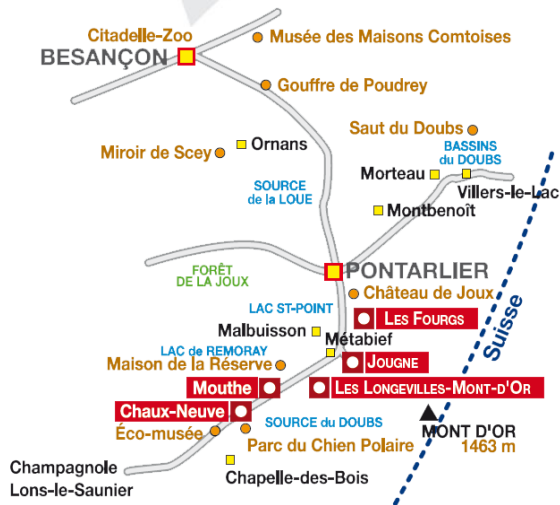 Citadelle-Zoo
BESANÇON
Musée des Maisons Comtoises
Gouffre de Poudrey
Saut du Doubs
Ornans
Miroir de Scey
BASSINS
du DOUBS
Morteau
Villers-le-Lac
SOURCE
de la LOUE
Montbenoît
FORÊT
DE LA JOUX
PONTARLIER
Château de Joux
LAC ST-POINT
LES FOURGS
Suisse
Malbuisson
Métabief
LAC de REMORAY
Maison de la Réserve
JOUGNE
Mouthe
LES LONGEVILLES-MONT-D'OR
Chaux-Neuve
SOURCE du DOUBS
Éco-musée
Parc du Chien Polaire
MONT D'OR
1463 m
Champagnole
Lons-le-Saunier
Chapelle-des-Bois